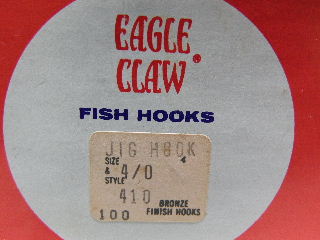 EAGLE
CLAW
FISH HOOKS
JIG HOOK
SIZE
& 4/0
STYLE
410 BRONZE
100 FINISH HOOKS